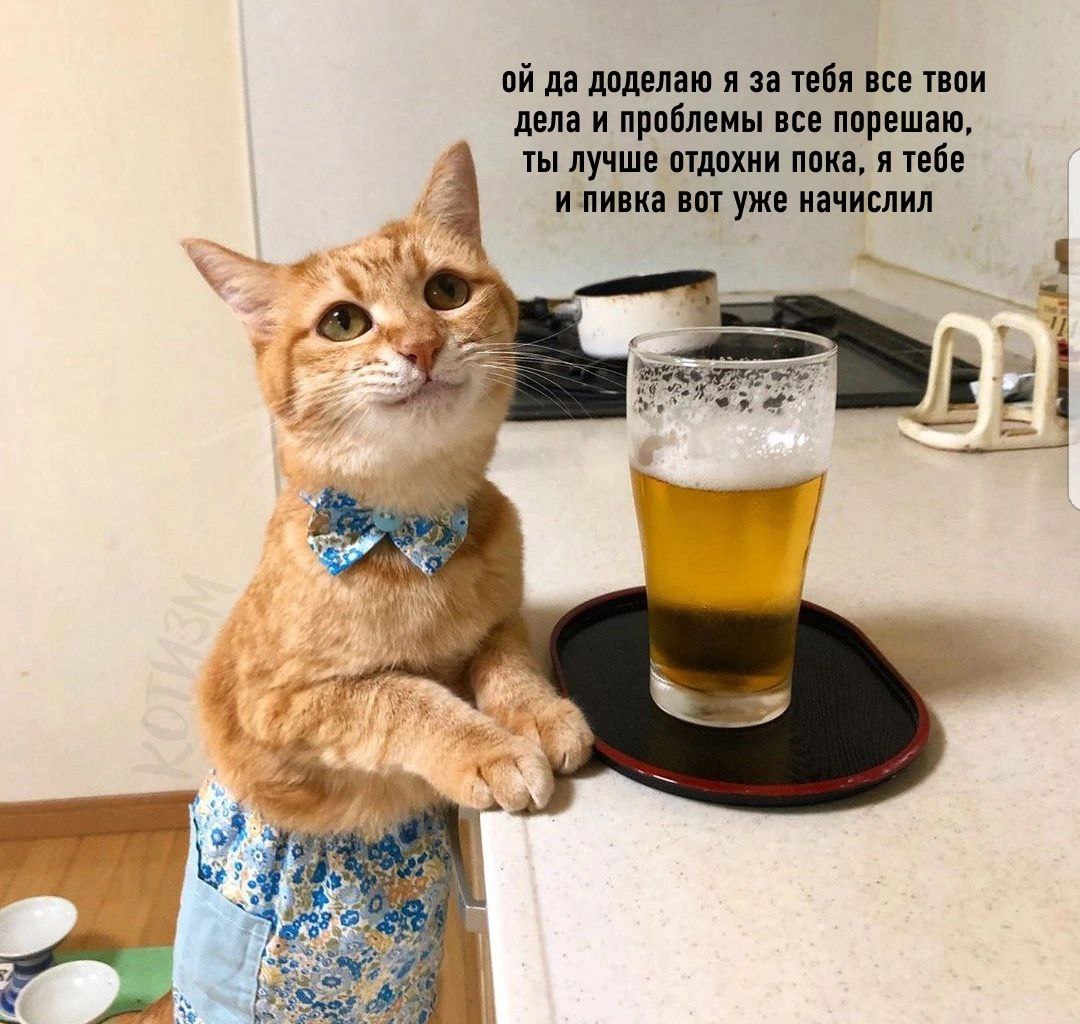 ой да доделаю я за тебя все твои
дела и проблемы все порешаю,
ты лучше отдохни пока, я тебе
и пивка вот уже начислил
КОТИЗМ